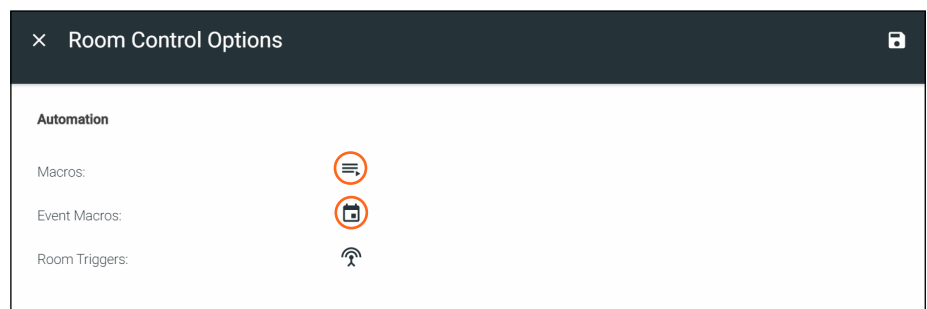 Room Control Options
Automation
Macros:
Event Macros:
Room Triggers: